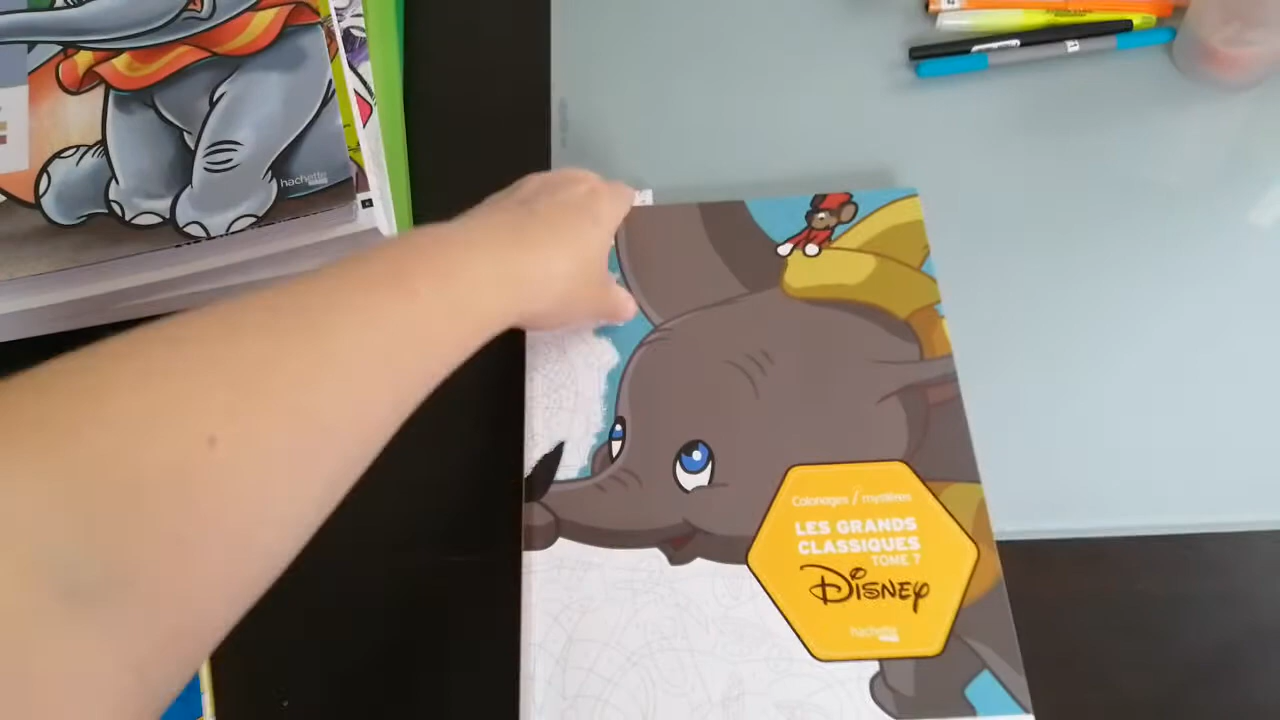 hachette
Coloriages mystères
LES GRANDS
CLASSIQUES
TOME 7
Disney
hachette